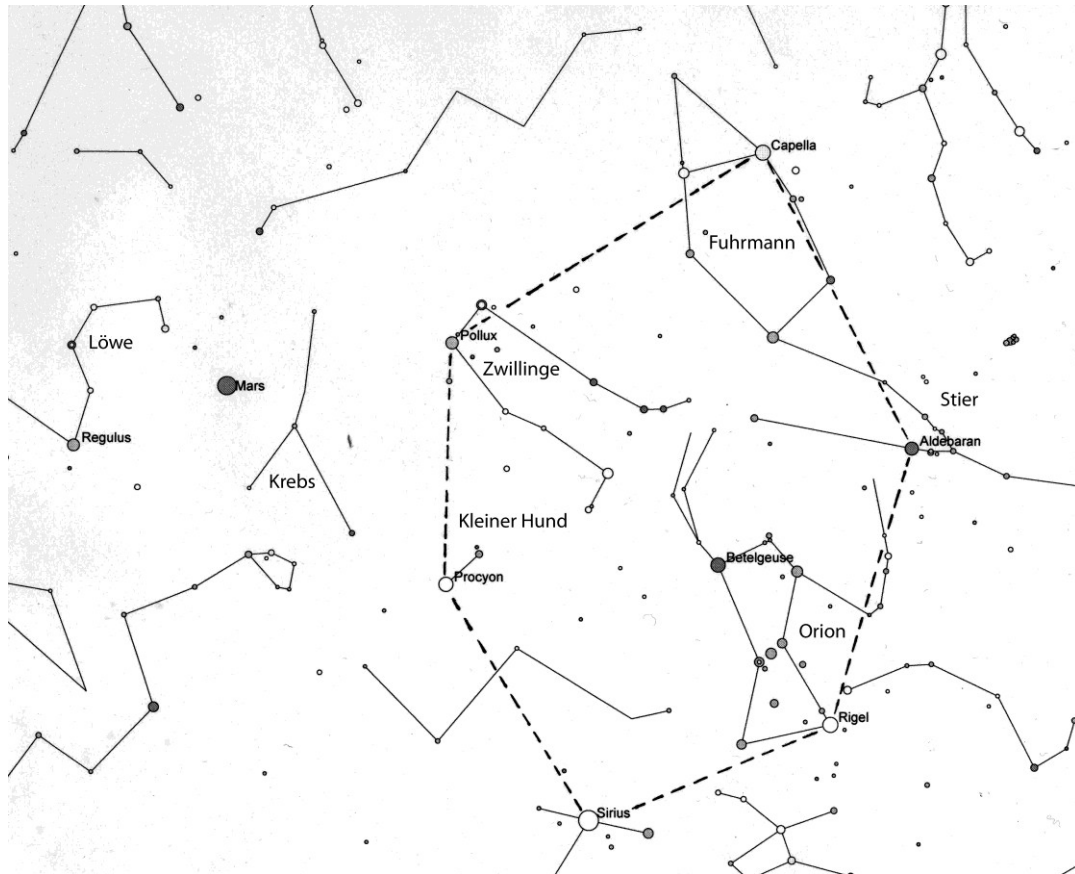 Capella
Fuhrmann
Pollux
Löwe
Zwillinge
Mars
Stier
Regulus
Aldebaran
Krebs
Kleiner Hund
Betelgeuse
Procyon
Orion
Rigel
Sirius